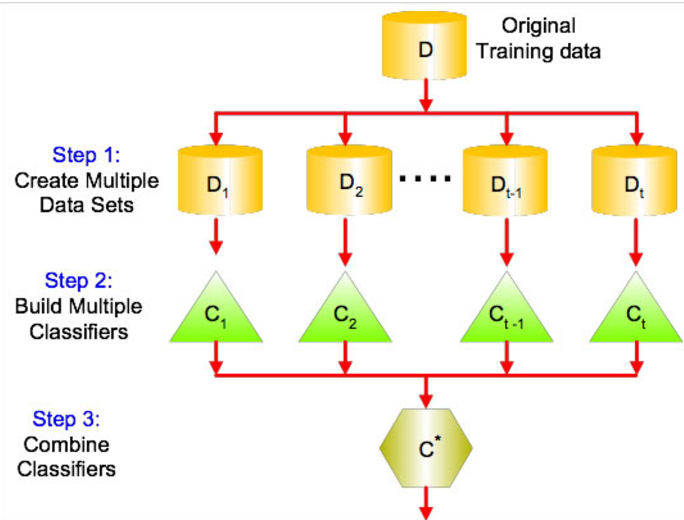 D
Original
Training data
Step 1:
Create Multiple
Data Sets
D1
D2
....
Dt-1
Dt
Step 2:
Build Multiple
Classifiers
C1
C2
Ct -1
Ct
Step 3:
Combine
Classifiers
C*